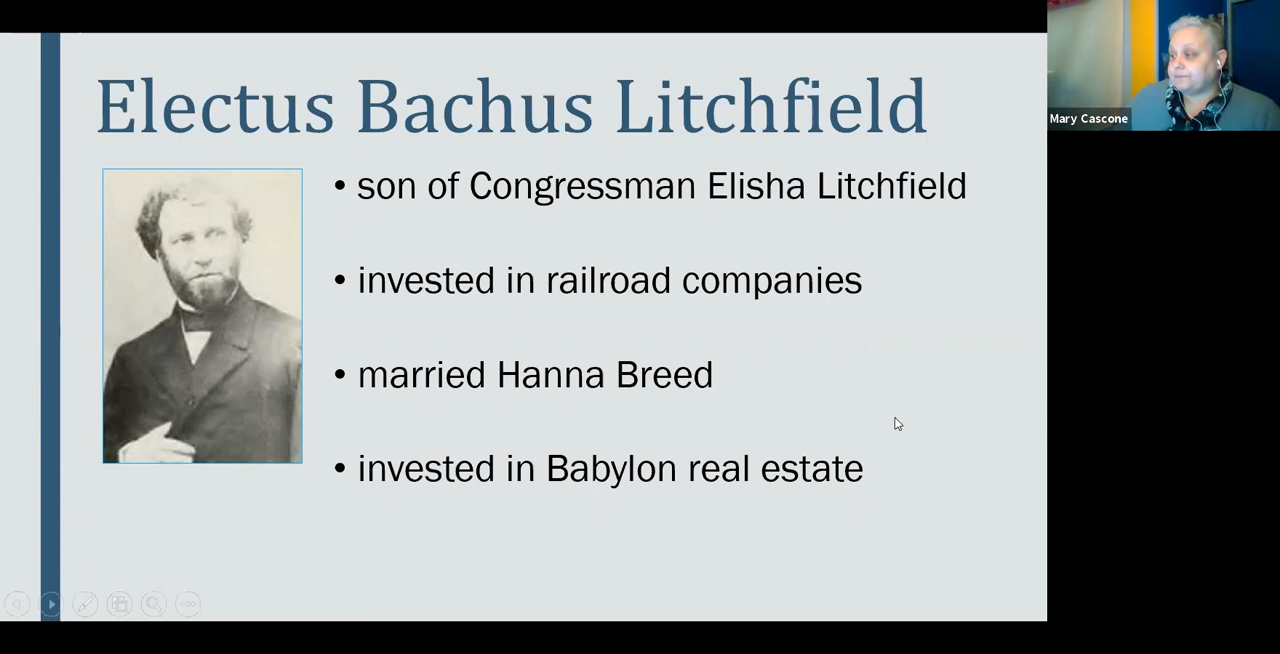 Electus Bachus Litchfield
• son of Congressman Elisha Litchfield
• invested in railroad companies
• married Hanna Breed
• invested in Babylon real estate
Mary Cascone